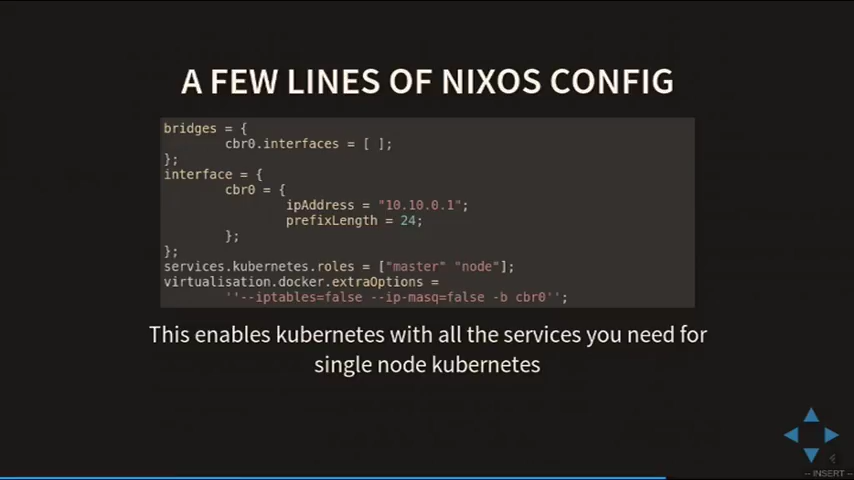 A FEW LINES OF NIXOS CONFIG
bridges = {
        cbr0.interfaces = [ ];
};
interface = {
        cbr0 = {
                ipAddress = "10.10.0.1";
                prefixLength = 24;
        };
};
services.kubernetes.roles = ["master" "node"];
virtualisation.docker.extraOptions =
        ''--iptables=false --ip-masq=false -b cbr0'';
This enables kubernetes with all the services you need for
single node kubernetes
-- INSERT --